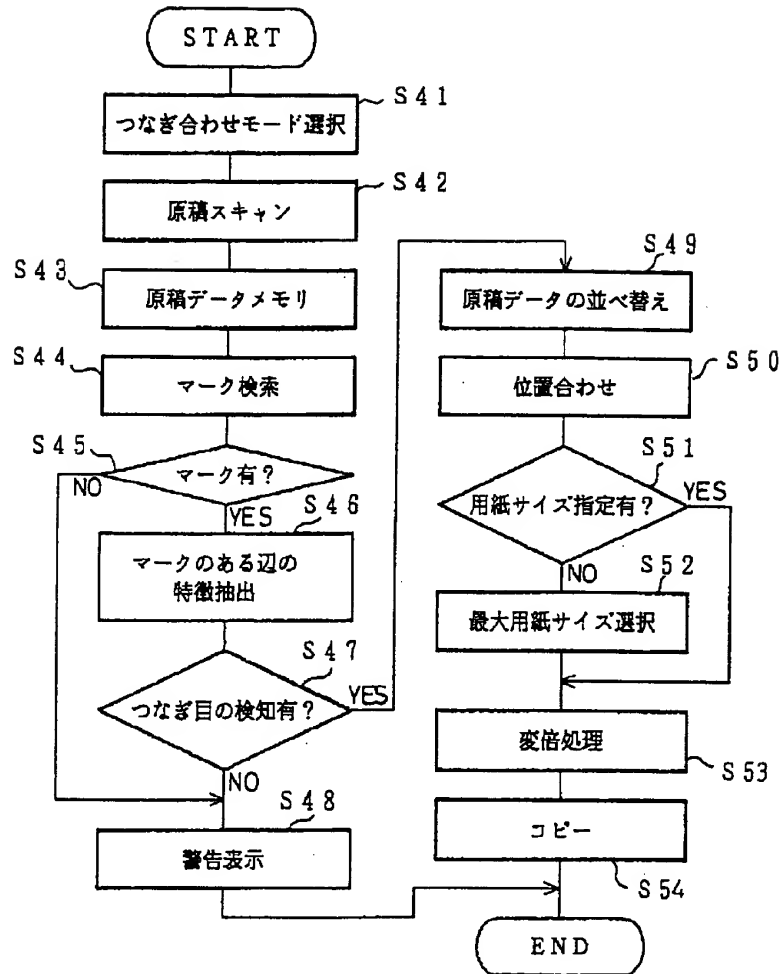 START
S41
つなぎ合わせモード選択
S42
原稿スキャン
S43
原稿データメモリ
S44
マーク検索
S45
マーク有?
NO
YES
S46
マークのある辺の
特徴抽出
S47
つなぎ目の検知有?
YES
NO
S48
警告表示
S49
原稿データの並べ替え
S50
位置合わせ
S51
用紙サイズ指定有?
YES
NO
S52
最大用紙サイズ選択
変倍処理
S53
コピー
S54
END